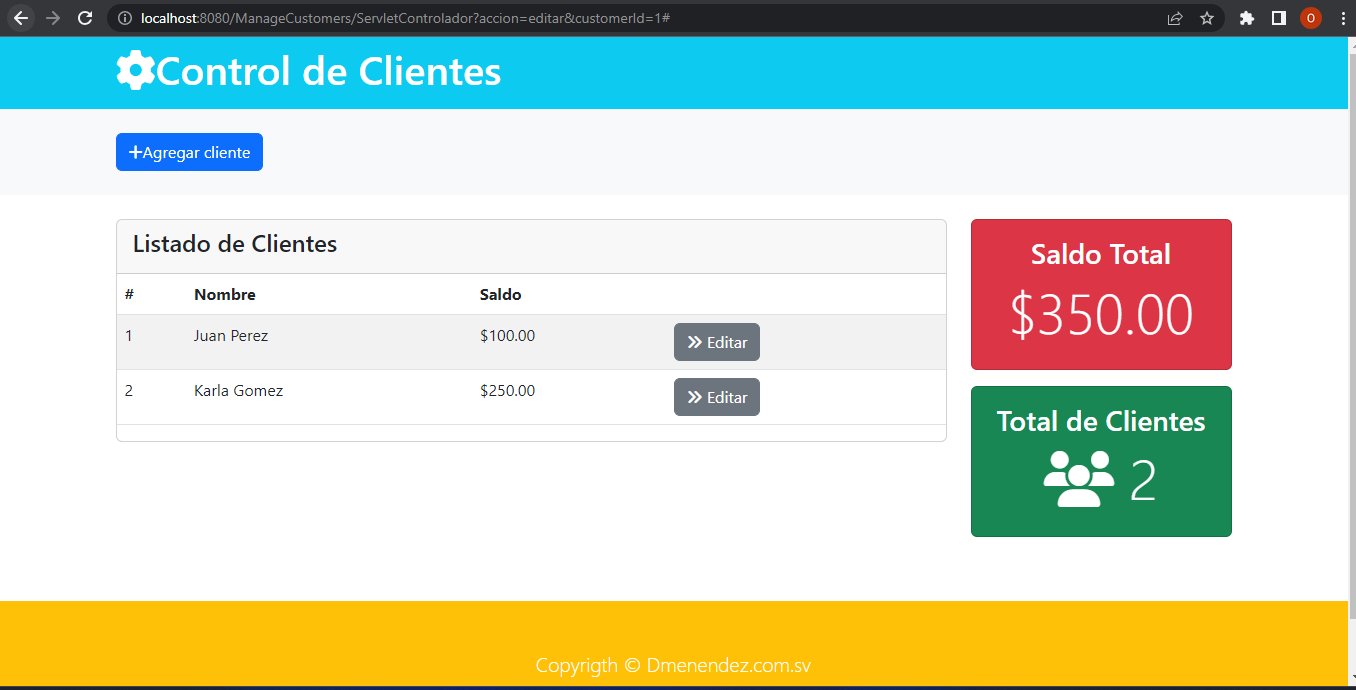 localhost:8080/ManageCustomers/ServletControlador?accion=editar&customerId=1#
O
Control de Clientes
Agregar cliente
Listado de Clientes
# Nombre Saldo
1 Juan Perez $100.00 Editar
2 Karla Gomez $250.00 Editar
Saldo Total
$350.00
Total de Clientes
2
Copyrigth © Dmenendez.com.sv